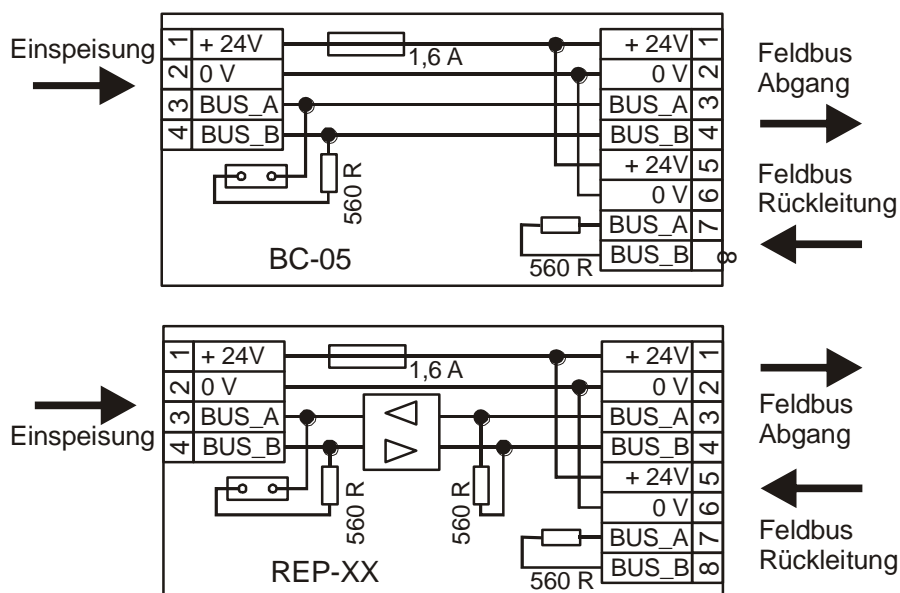 Einspeisung
1 + 24V
2 0 V
3 BUS_A
4 BUS_B
1,6 A
560 R
BC-05
+ 24V 1
0 V 2
BUS_A 3
BUS_B 4
+ 24V 5
0 V 6
BUS_A 7
BUS_B 8
560 R
Feldbus
Abgang
Feldbus
Rückleitung
Einspeisung
1 + 24V
2 0 V
3 BUS_A
4 BUS_B
1,6 A
560 R
560 R
REP-XX
+ 24V 1
0 V 2
BUS_A 3
BUS_B 4
+ 24V 5
0 V 6
BUS_A 7
BUS_B 8
560 R
Feldbus
Abgang
Feldbus
Rückleitung